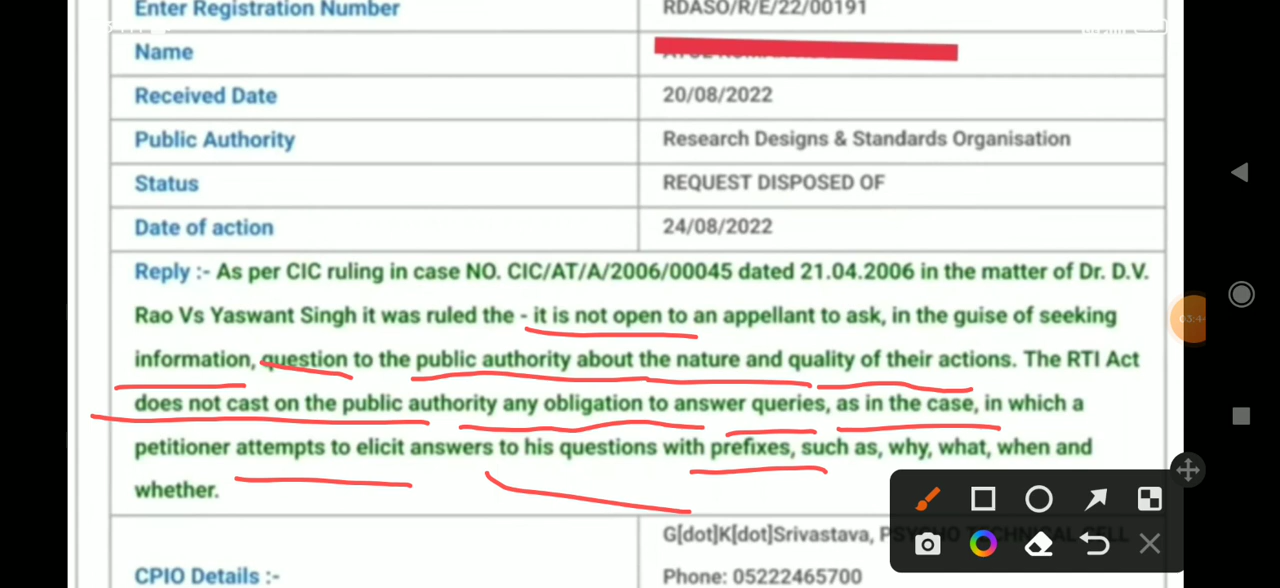 Enter Registration Number RDASO/R/E/22/00191
Name
Received Date 20/08/2022
Public Authority Research Designs & Standards Organisation
Status REQUEST DISPOSED OF
Date of action 24/08/2022
Reply :- As per CIC ruling in case NO. CIC/AT/A/2006/00045 dated 21.04.2006 in the matter of Dr. D.V.
Rao Vs Yaswant Singh it was ruled the - it is not open to an appellant to ask, in the guise of seeking
information, question to the public authority about the nature and quality of their actions. The RTI Act
does not cast on the public authority any obligation to answer queries, as in the case, in which a
petitioner attempts to elicit answers to his questions with prefixes, such as, why, what, when and
whether.
G[dot]K[dot]Srivastava, PSYCHO TECHNICAL CELL
CPIO Details :- Phone: 05222465700